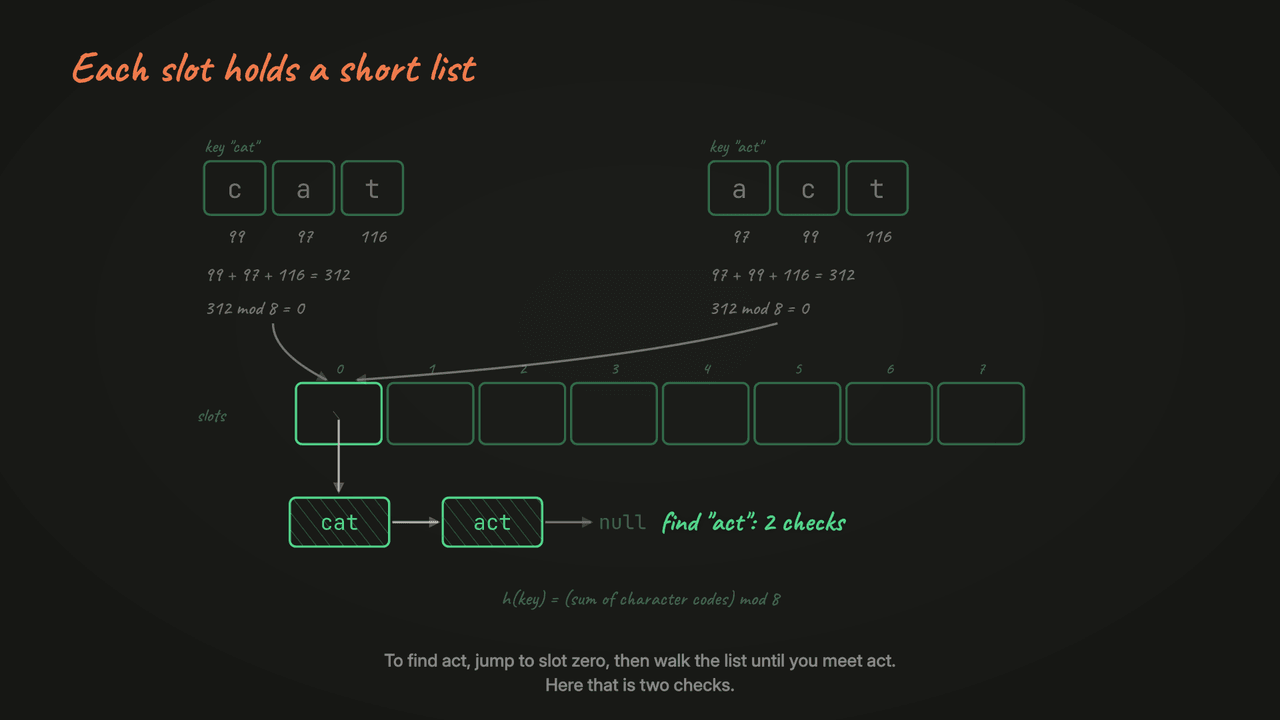 Each slot holds a short list
key "cat"
key "act"
c a t
a c t
99 97 116
97 99 116
99 + 97 + 116 = 312
97 + 99 + 116 = 312
312 mod 8 = 0
312 mod 8 = 0
0 1 2 3 4 5 6 7
slots
cat act null find "act": 2 checks
h(key) = (sum of character codes) mod 8
To find act, jump to slot zero, then walk the list until you meet act.
Here that is two checks.